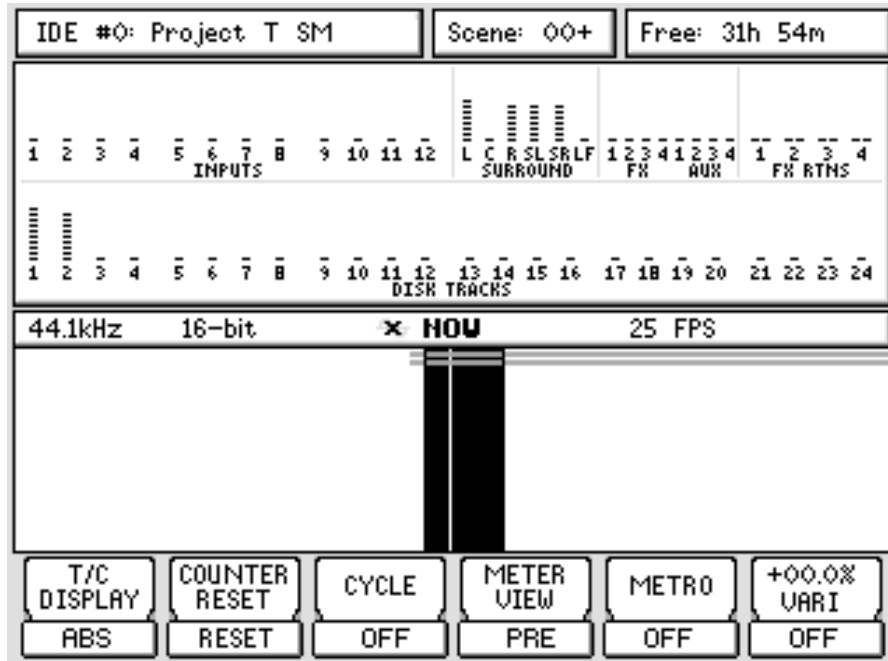 IDE #0: Project T SM
Scene: 00+
Free: 31h 54m
1 2 3 4 5 6 7 8 9 10 11 12 L C R SL SR LF 1 2 3 4 1 2 3 4 1 2 3 4
INPUTS SURROUND FX AUX FX RTNS
1 2 3 4 5 6 7 8 9 10 11 12 13 14 15 16 17 18 19 20 21 22 23 24
DISK TRACKS
44.1kHz 16-bit NOW 25 FPS
T/C DISPLAY
COUNTER RESET
CYCLE
METER VIEW
METRO
+00.0% VARI
ABS
RESET
OFF
PRE
OFF
OFF